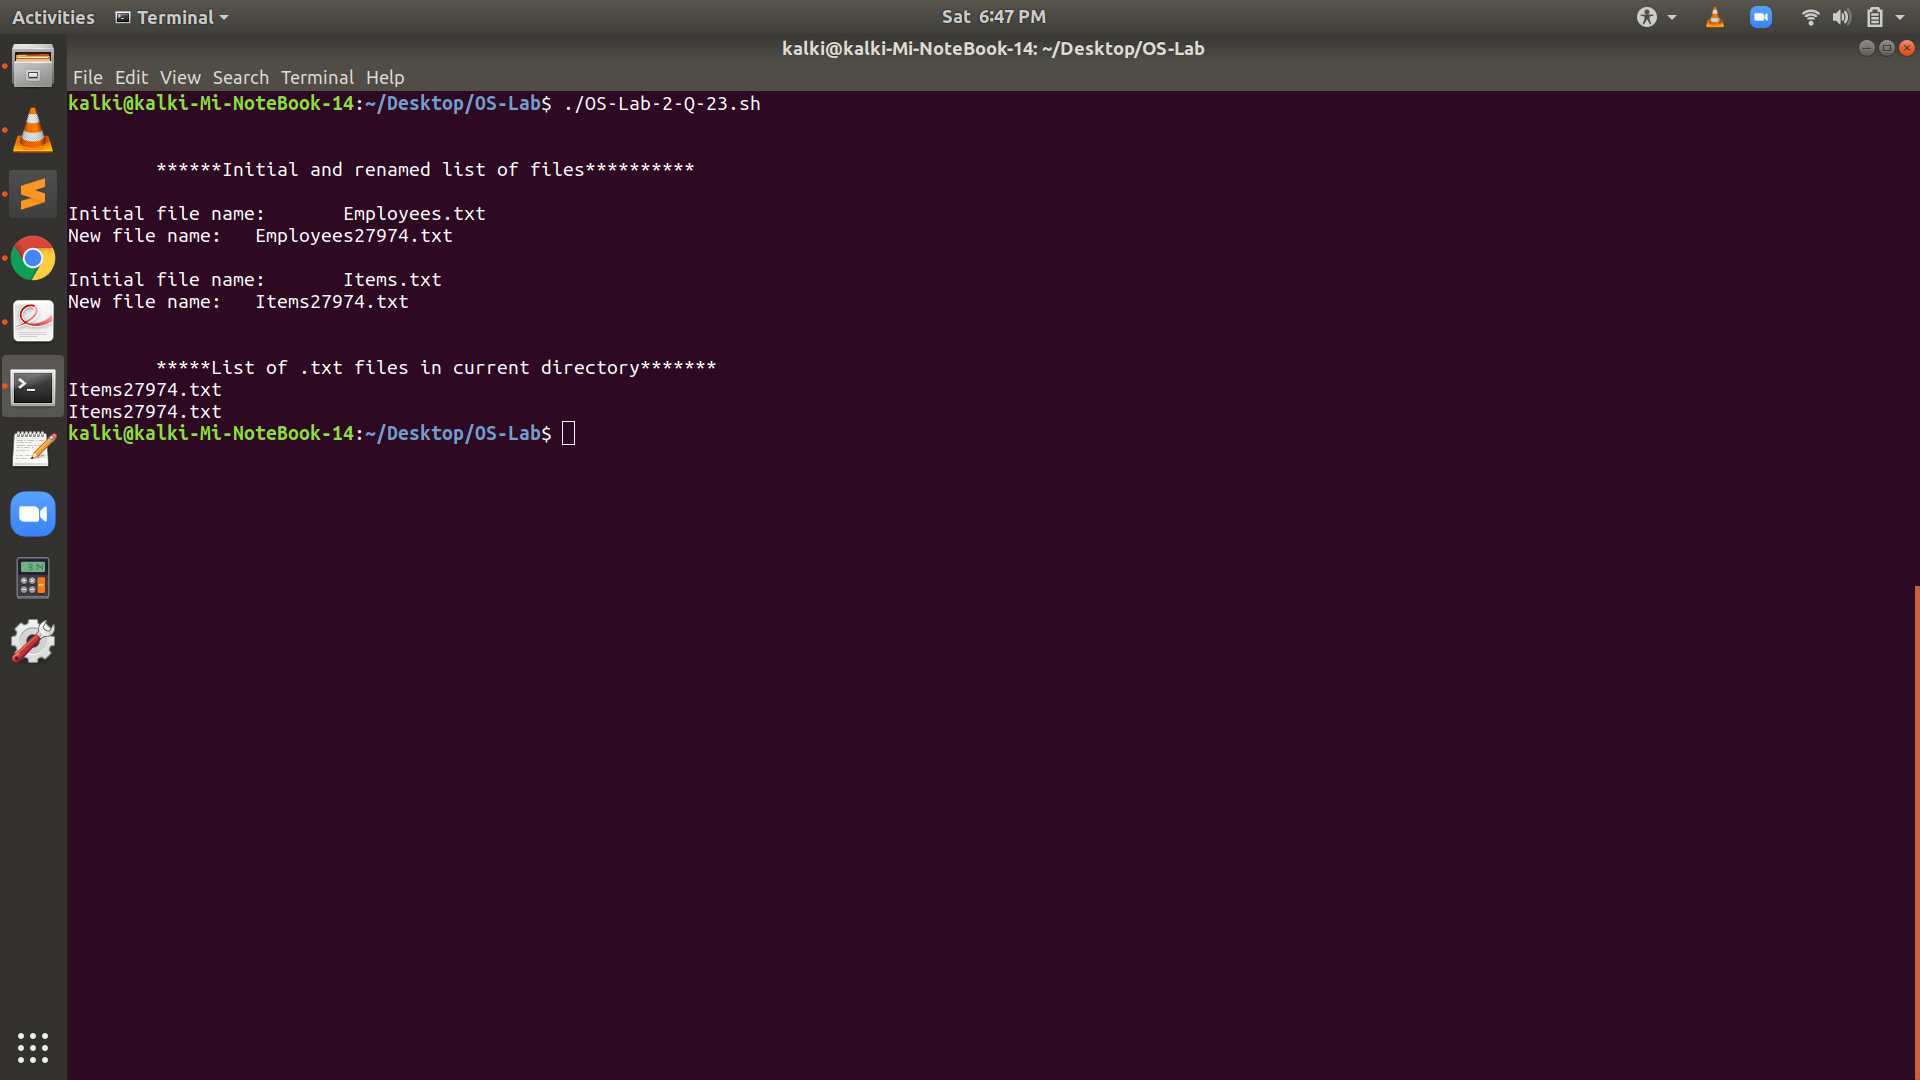 Activities Terminal Sat 6:47 PM
kalki@kalki-Mi-NoteBook-14: ~/Desktop/OS-Lab
File Edit View Search Terminal Help
kalki@kalki-Mi-NoteBook-14:~/Desktop/OS-Lab$ ./OS-Lab-2-Q-23.sh
******Initial and renamed list of files**********
Initial file name: Employees.txt
New file name: Employees27974.txt
Initial file name: Items.txt
New file name: Items27974.txt
*****List of .txt files in current directory*******
Items27974.txt
Items27974.txt
kalki@kalki-Mi-NoteBook-14:~/Desktop/OS-Lab$